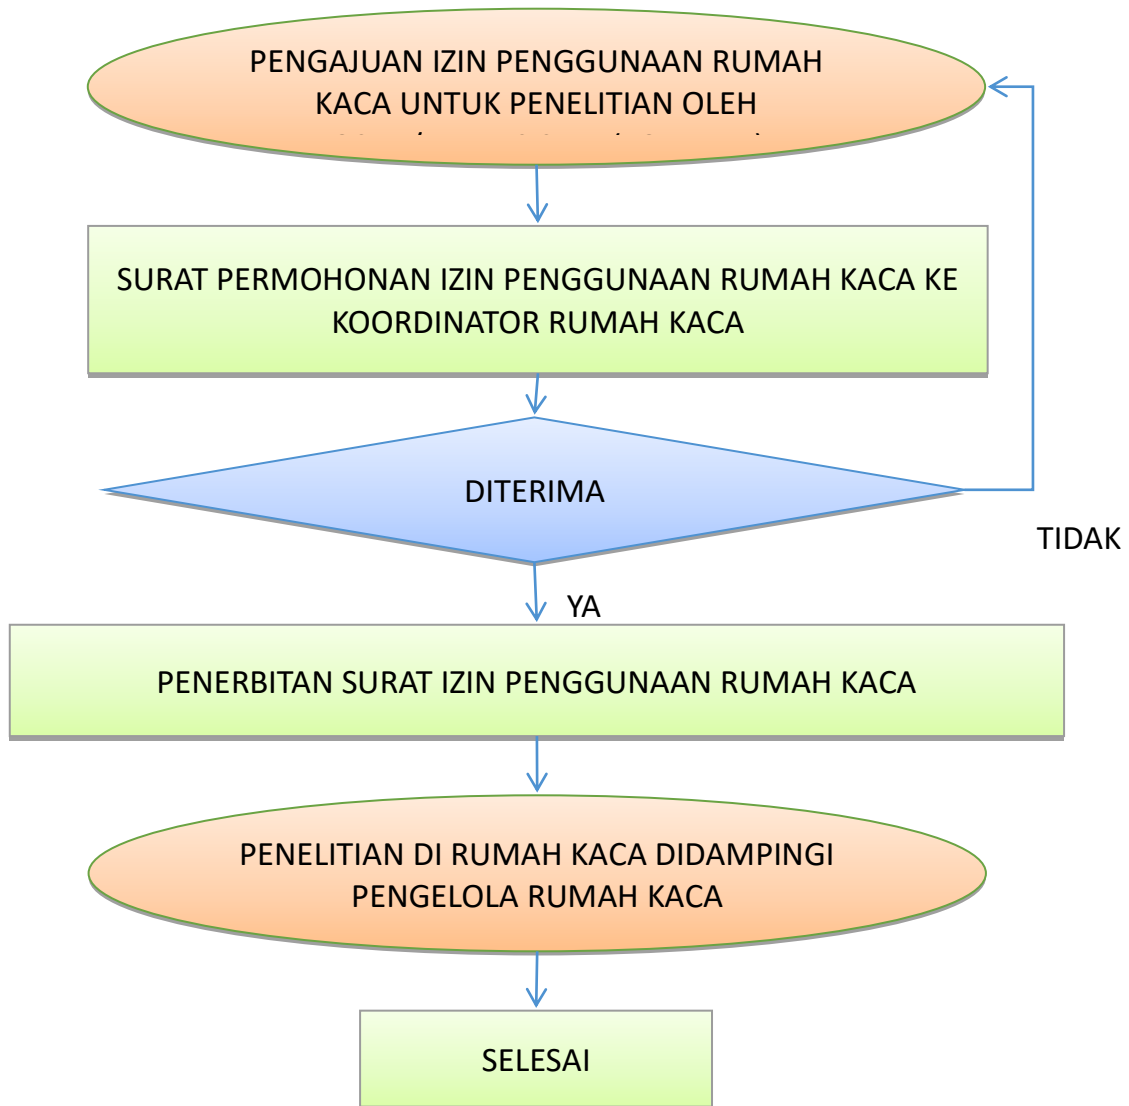 PENGAJUAN IZIN PENGGUNAAN RUMAH
KACA UNTUK PENELITIAN OLEH
SURAT PERMOHONAN IZIN PENGGUNAAN RUMAH KACA KE
KOORDINATOR RUMAH KACA
DITERIMA
TIDAK
YA
PENERBITAN SURAT IZIN PENGGUNAAN RUMAH KACA
PENELITIAN DI RUMAH KACA DIDAMPINGI
PENGELOLA RUMAH KACA
SELESAI